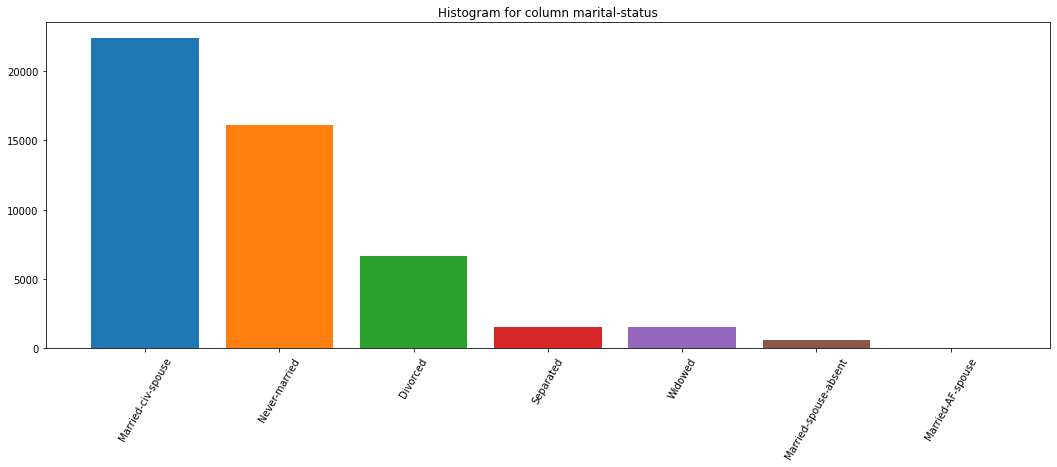 Histogram for column marital-status
20000
15000
10000
5000
0
Married-civ-spouse
Never-married
Divorced
Separated
Widowed
Married-spouse-absent
Married-AF-spouse